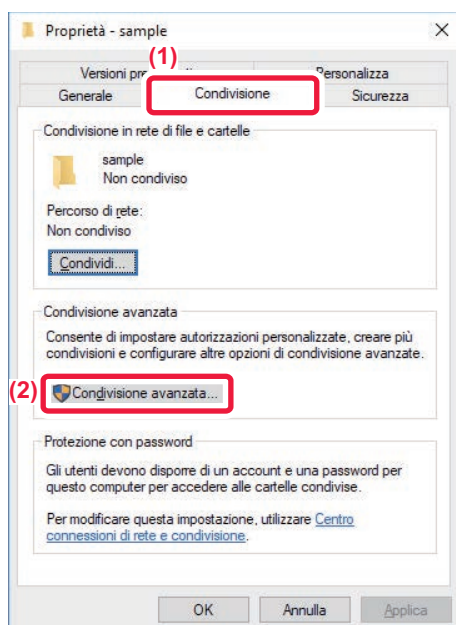 Proprietà - sample
(1)
Versioni pr
Personalizza
Generale
Condivisione
Sicurezza
Condivisione in rete di file e cartelle
sample
Non condiviso
Percorso di rete:
Non condiviso
Condividi...
Condivisione avanzata
Consente di impostare autorizzazioni personalizzate, creare più
condivisioni e configurare altre opzioni di condivisione avanzate.
(2)
Condivisione avanzata...
Protezione con password
Gli utenti devono disporre di un account e una password per
questo computer per accedere alle cartelle condivise.
Per modificare questa impostazione, utilizzare Centro
connessioni di rete e condivisione.
OK
Annulla
Applica